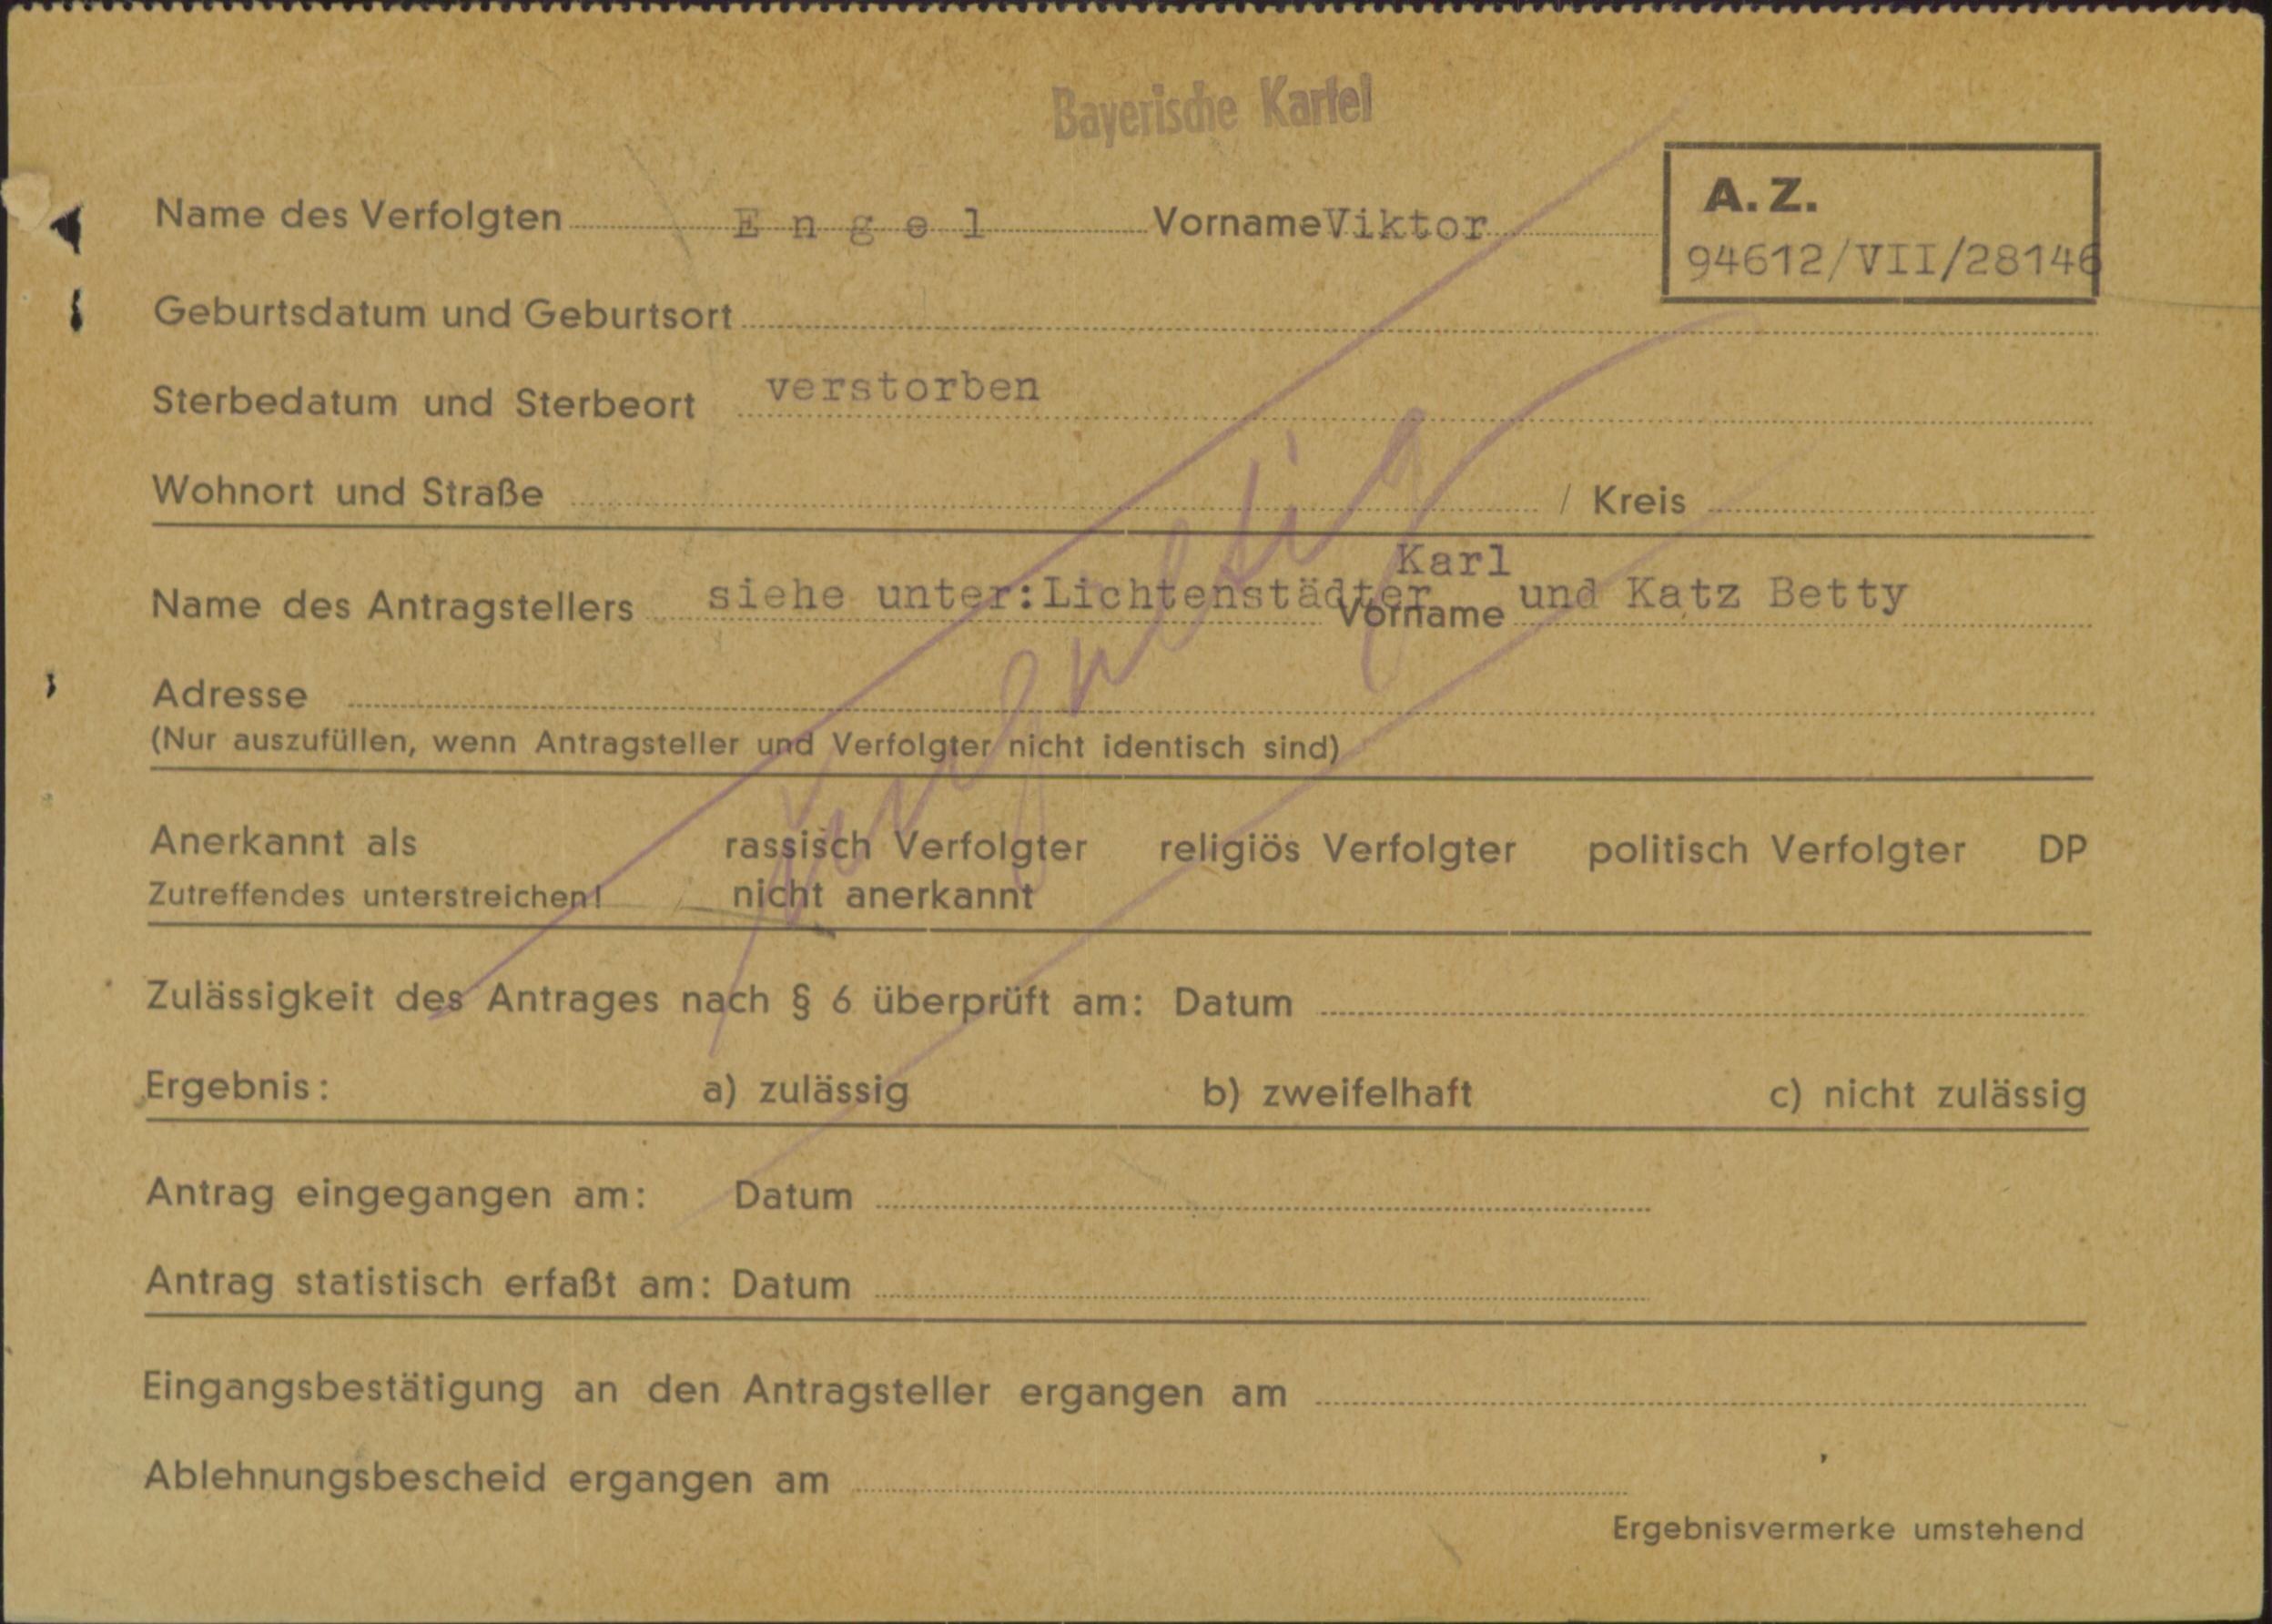 Bayerische Kartei
A. Z.
Name des Verfolgten E n g e l Vorname Viktor
94612/VII/28146
Geburtsdatum und Geburtsort
Sterbedatum und Sterbeort verstorben
Wohnort und Straße / Kreis
Karl
Name des Antragstellers siehe unter: Lichtenstädter Vorname und Katz Betty
Adresse
(Nur auszufüllen, wenn Antragsteller und Verfolgter nicht identisch sind)
Anerkannt als rassisch Verfolgter religiös Verfolgter politisch Verfolgter DP
Zutreffendes unterstreichen! nicht anerkannt
Zulässigkeit des Antrages nach § 6 überprüft am: Datum
Ergebnis: a) zulässig b) zweifelhaft c) nicht zulässig
Antrag eingegangen am: Datum
Antrag statistisch erfaßt am: Datum
Eingangsbestätigung an den Antragsteller ergangen am
Ablehnungsbescheid ergangen am
Ergebnisvermerke umstehend